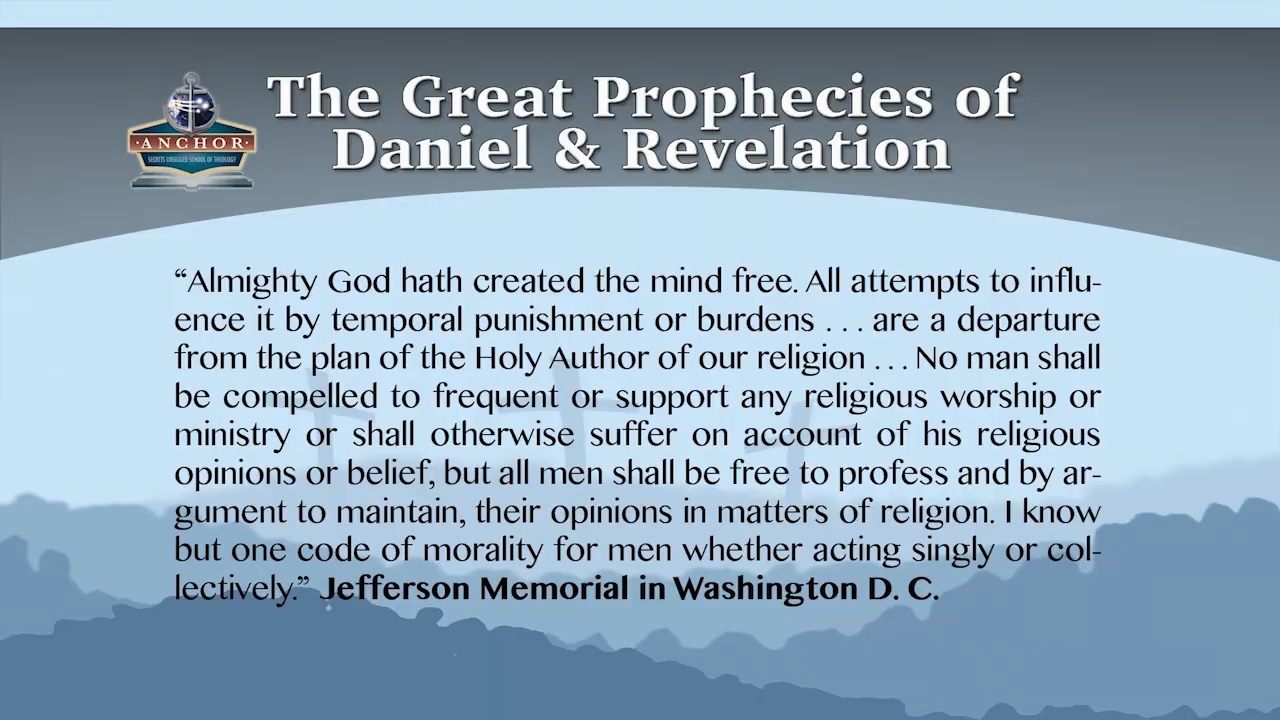 The Great Prophecies of
Daniel & Revelation
·ANCHOR·
SECRETS UNSEALED SCHOOL OF THEOLOGY
“Almighty God hath created the mind free. All attempts to influ-
ence it by temporal punishment or burdens . . . are a departure
from the plan of the Holy Author of our religion . . . No man shall
be compelled to frequent or support any religious worship or
ministry or shall otherwise suffer on account of his religious
opinions or belief, but all men shall be free to profess and by ar-
gument to maintain, their opinions in matters of religion. I know
but one code of morality for men whether acting singly or col-
lectively.” Jefferson Memorial in Washington D. C.